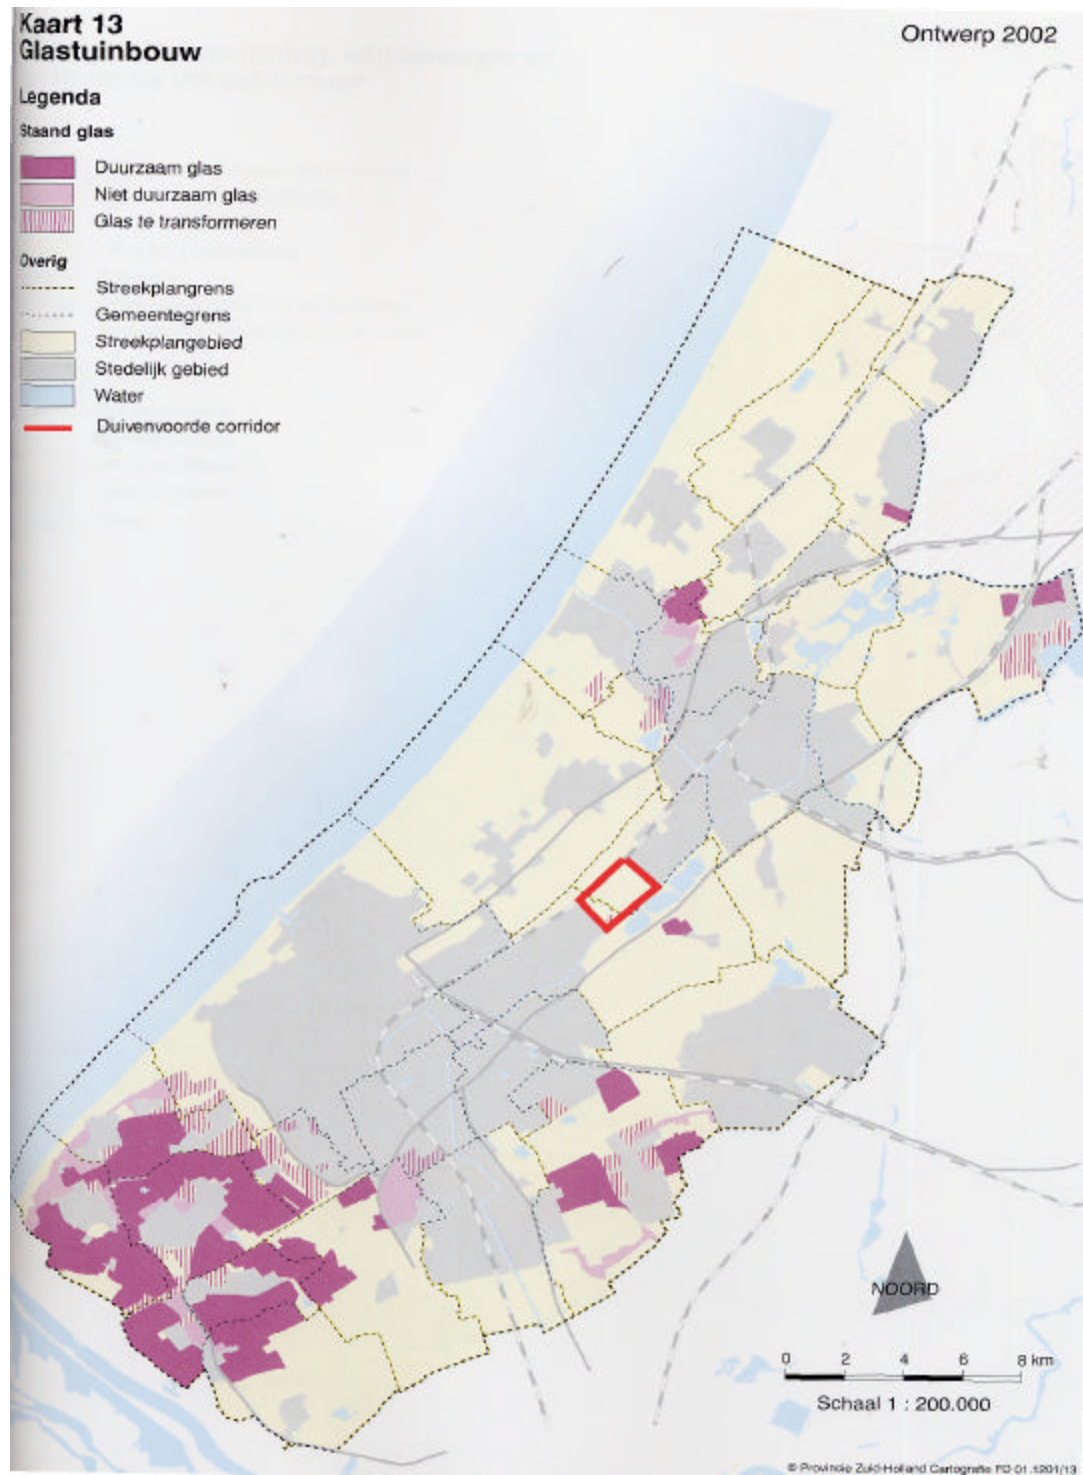 Kaart 13
Glastuinbouw
Ontwerp 2002
Legenda
Staand glas
Duurzaam glas
Niet duurzaam glas
Glas te transformeren
Overig
Streekplangrens
Gemeentegrens
Streekplangebied
Stedelijk gebied
Water
Duivenvoorde corridor
NOORD
0 2 4 6 8 km
Schaal 1 : 200.000
© Provincie Zuid-Holland Cartografie